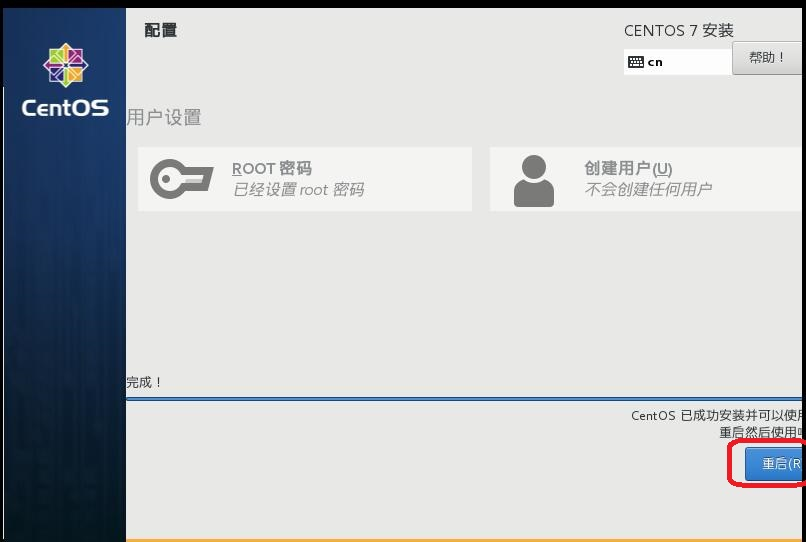 配置
CENTOS 7 安装
cn
帮助！
CentOS
用户设置
ROOT 密码
已经设置 root 密码
创建用户(U)
不会创建任何用户
完成！
CentOS 已成功安装并可以使用
重启然后使用
重启(R